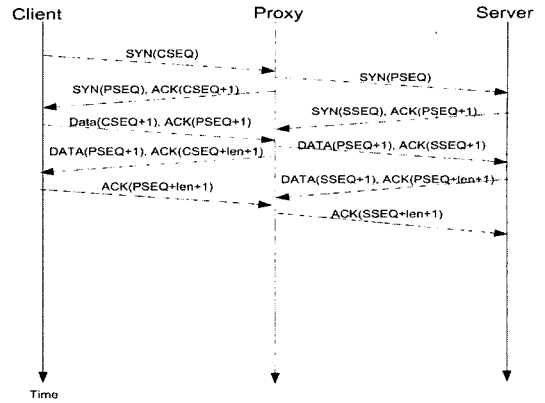 Client Proxy Server
SYN(CSEQ)
SYN(PSEQ)
SYN(PSEQ), ACK(CSEQ+1)
SYN(SSEQ), ACK(PSEQ+1)
Data(CSEQ+1), ACK(PSEQ+1)
DATA(PSEQ+1), ACK(CSEQ+len+1)
DATA(PSEQ+1), ACK(SSEQ+1)
DATA(SSEQ+1), ACK(PSEQ+len+1)
ACK(PSEQ+len+1)
ACK(SSEQ+len+1)
Time